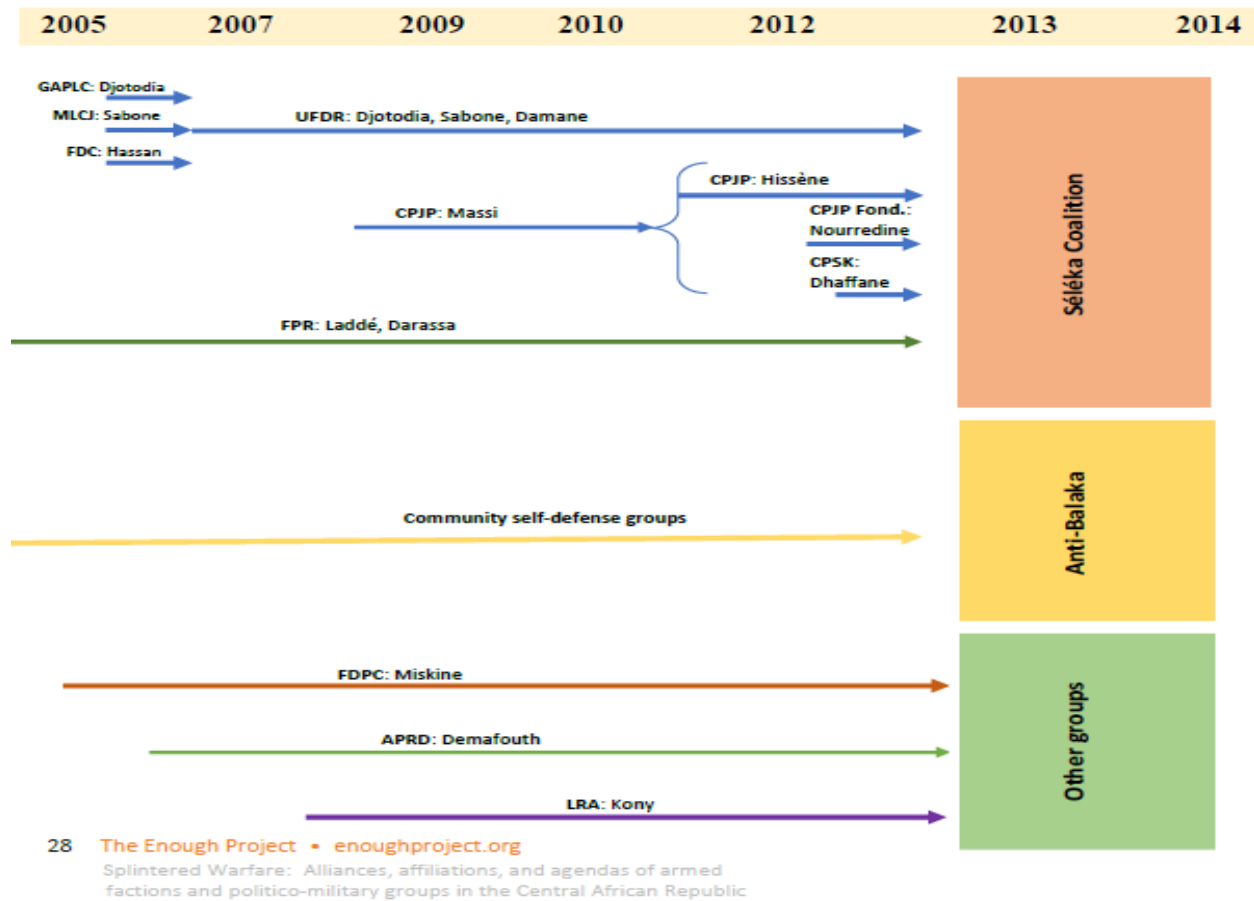 2005 2007 2009 2010 2012 2013 2014
GAPLC: Djotodia
MLCJ: Sabone
UFDR: Djotodia, Sabone, Damane
FDC: Hassan
CPJP: Hissène
CPJP: Massi
CPJP Fond.:
Nourredine
CPSK:
Dhaffane
FPR: Laddé, Darassa
Séléka Coalition
Community self-defense groups
Anti-Balaka
FDPC: Miskine
APRD: Demafouth
LRA: Kony
Other groups
28 The Enough Project • enoughproject.org
Splintered Warfare: Alliances, affiliations, and agendas of armed
factions and politico-military groups in the Central African Republic